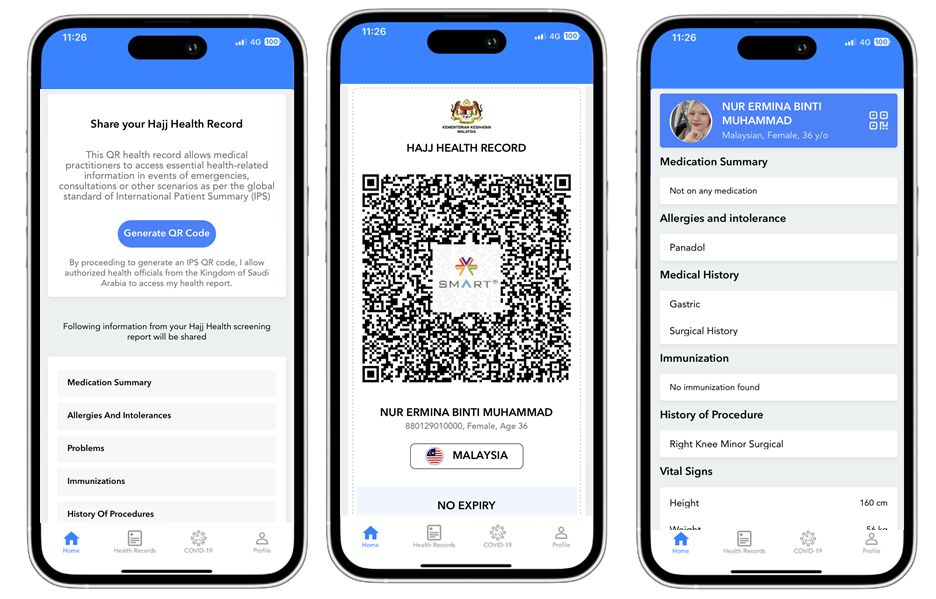 11:26
4G 100
Share your Hajj Health Record
This QR health record allows medical
practitioners to access essential health-related
information in events of emergencies,
consultations or other scenarios as per the global
standard of International Patient Summary (IPS)
Generate QR Code
By proceeding to generate an IPS QR code, I allow
authorized health officials from the Kingdom of Saudi
Arabia to access my health report.
Following information from your Hajj Health screening
report will be shared
Medication Summary
Allergies And Intolerances
Problems
Immunizations
History Of Procedures
Home
Health Records
COVID-19
Profile
11:26
4G 100
KEMENTERIAN KESIHATAN
MALAYSIA
HAJJ HEALTH RECORD
SMART®
NUR ERMINA BINTI MUHAMMAD
880129010000, Female, Age 36
MALAYSIA
NO EXPIRY
Home
Health Records
COVID-19
Profile
11:26
4G 100
NUR ERMINA BINTI
MUHAMMAD
Malaysian, Female, 36 y/o
Medication Summary
Not on any medication
Allergies and intolerance
Panadol
Medical History
Gastric
Surgical History
Immunization
No immunization found
History of Procedure
Right Knee Minor Surgical
Vital Signs
Height 160 cm
Weight 56 kg
Home
Health Records
COVID-19
Profile